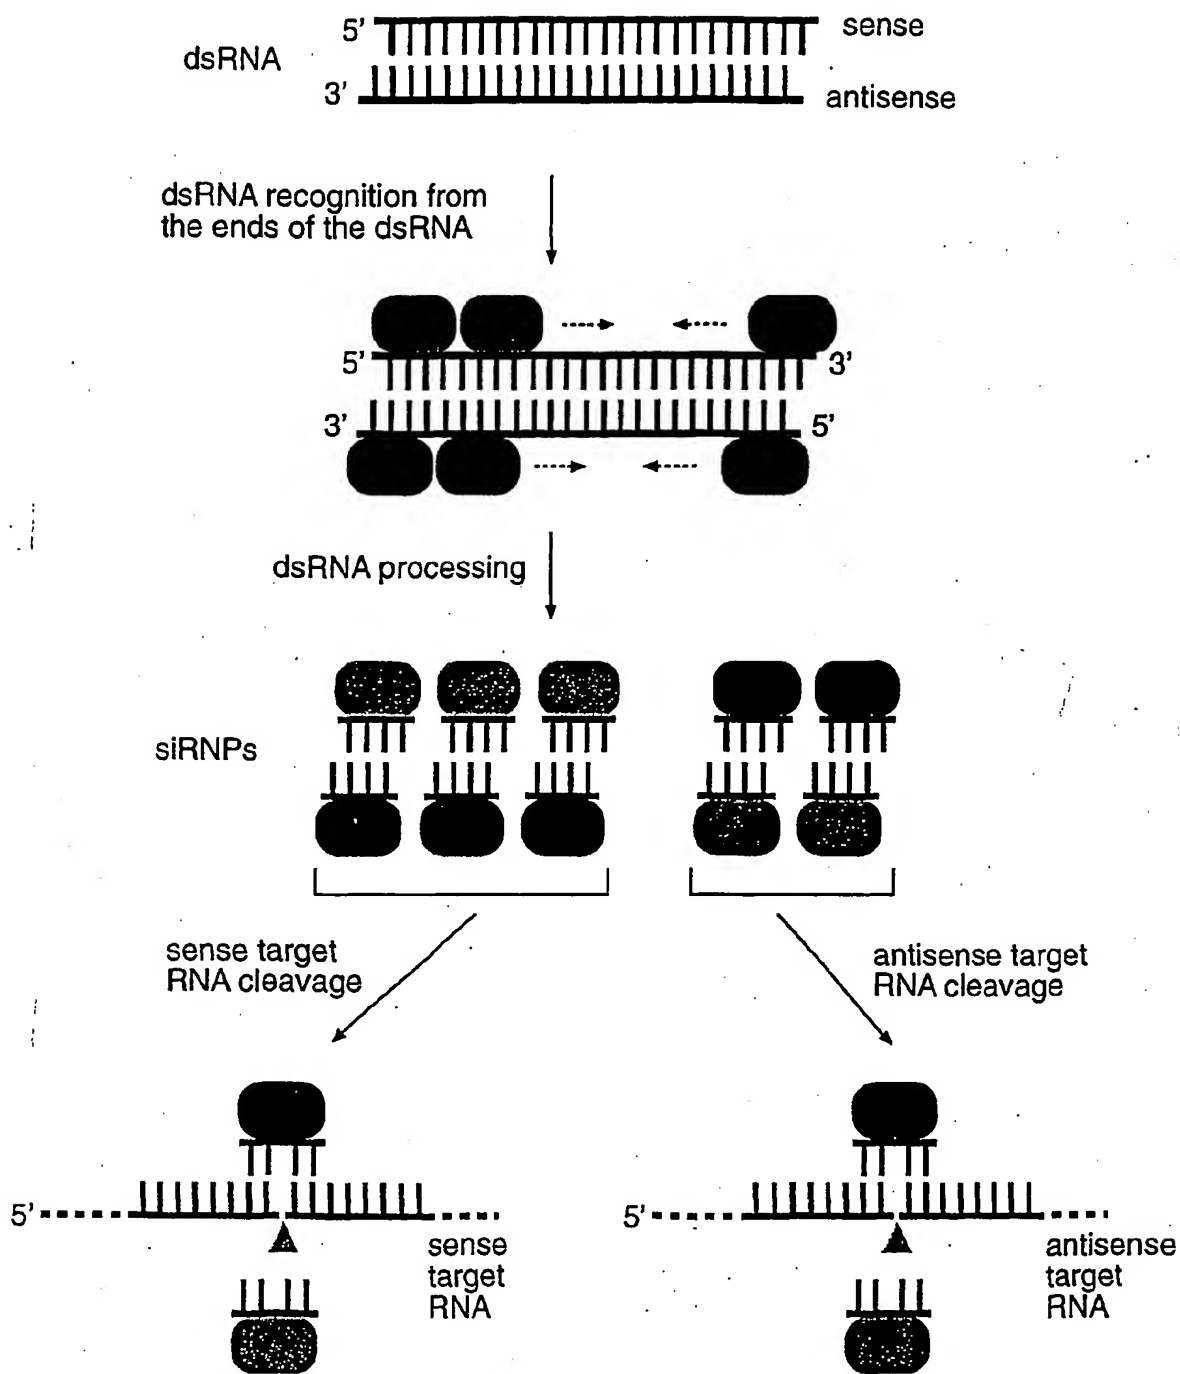 5' sense
dsRNA
3' antisense
dsRNA recognition from
the ends of the dsRNA
5' 3'
3' 5'
dsRNA processing
siRNPs
sense target
RNA cleavage
antisense target
RNA cleavage
5'
sense
target
RNA
5'
antisense
target
RNA